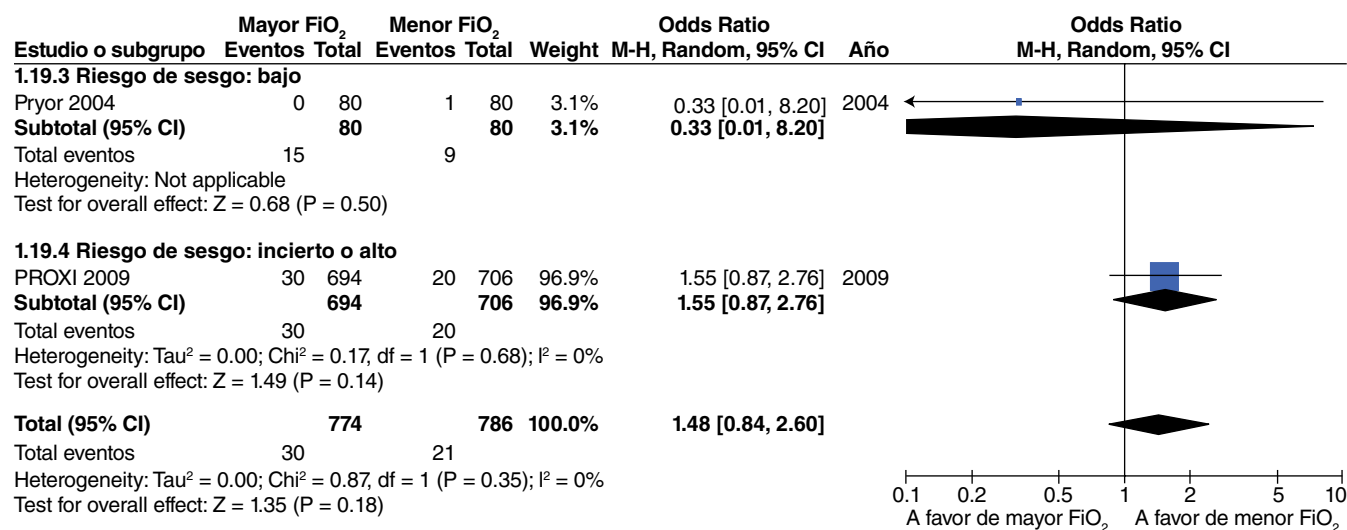 Mayor FiO₂ Menor FiO₂ Odds Ratio Odds Ratio
Estudio o subgrupo Eventos Total Eventos Total Weight M-H, Random, 95% CI Año M-H, Random, 95% CI
1.19.3 Riesgo de sesgo: bajo
Pryor 2004 0 80 1 80 3.1% 0.33 [0.01, 8.20] 2004
Subtotal (95% CI) 80 80 3.1% 0.33 [0.01, 8.20]
Total eventos 15 9
Heterogeneity: Not applicable
Test for overall effect: Z = 0.68 (P = 0.50)
1.19.4 Riesgo de sesgo: incierto o alto
PROXI 2009 30 694 20 706 96.9% 1.55 [0.87, 2.76] 2009
Subtotal (95% CI) 694 706 96.9% 1.55 [0.87, 2.76]
Total eventos 30 20
Heterogeneity: Tau² = 0.00; Chi² = 0.17, df = 1 (P = 0.68); I² = 0%
Test for overall effect: Z = 1.49 (P = 0.14)
Total (95% CI) 774 786 100.0% 1.48 [0.84, 2.60]
Total eventos 30 21
Heterogeneity: Tau² = 0.00; Chi² = 0.87, df = 1 (P = 0.35); I² = 0%
Test for overall effect: Z = 1.35 (P = 0.18)
0.1 0.2 0.5 1 2 5 10
A favor de mayor FiO₂ A favor de menor FiO₂